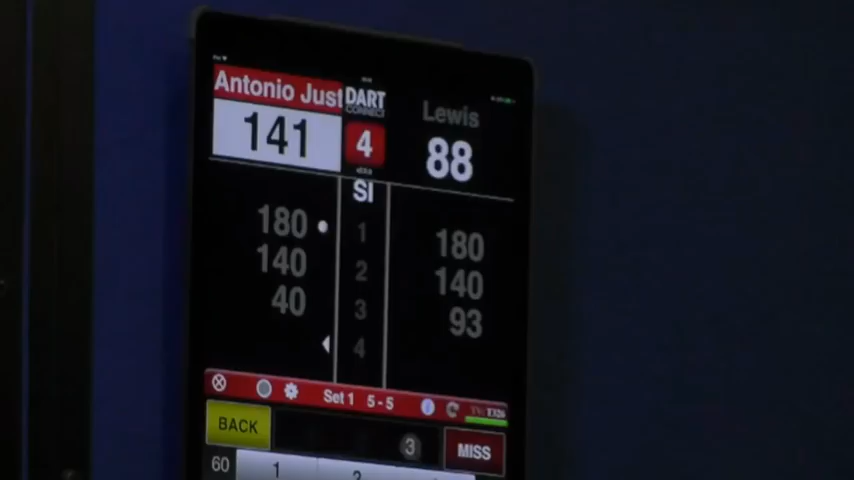 Antonio Just
DART
CONNECT
Lewis
141
4
88
SI
180
1
180
140
2
140
40
3
93
4
Set 1 5 - 5
BACK
3
MISS
60
1
2